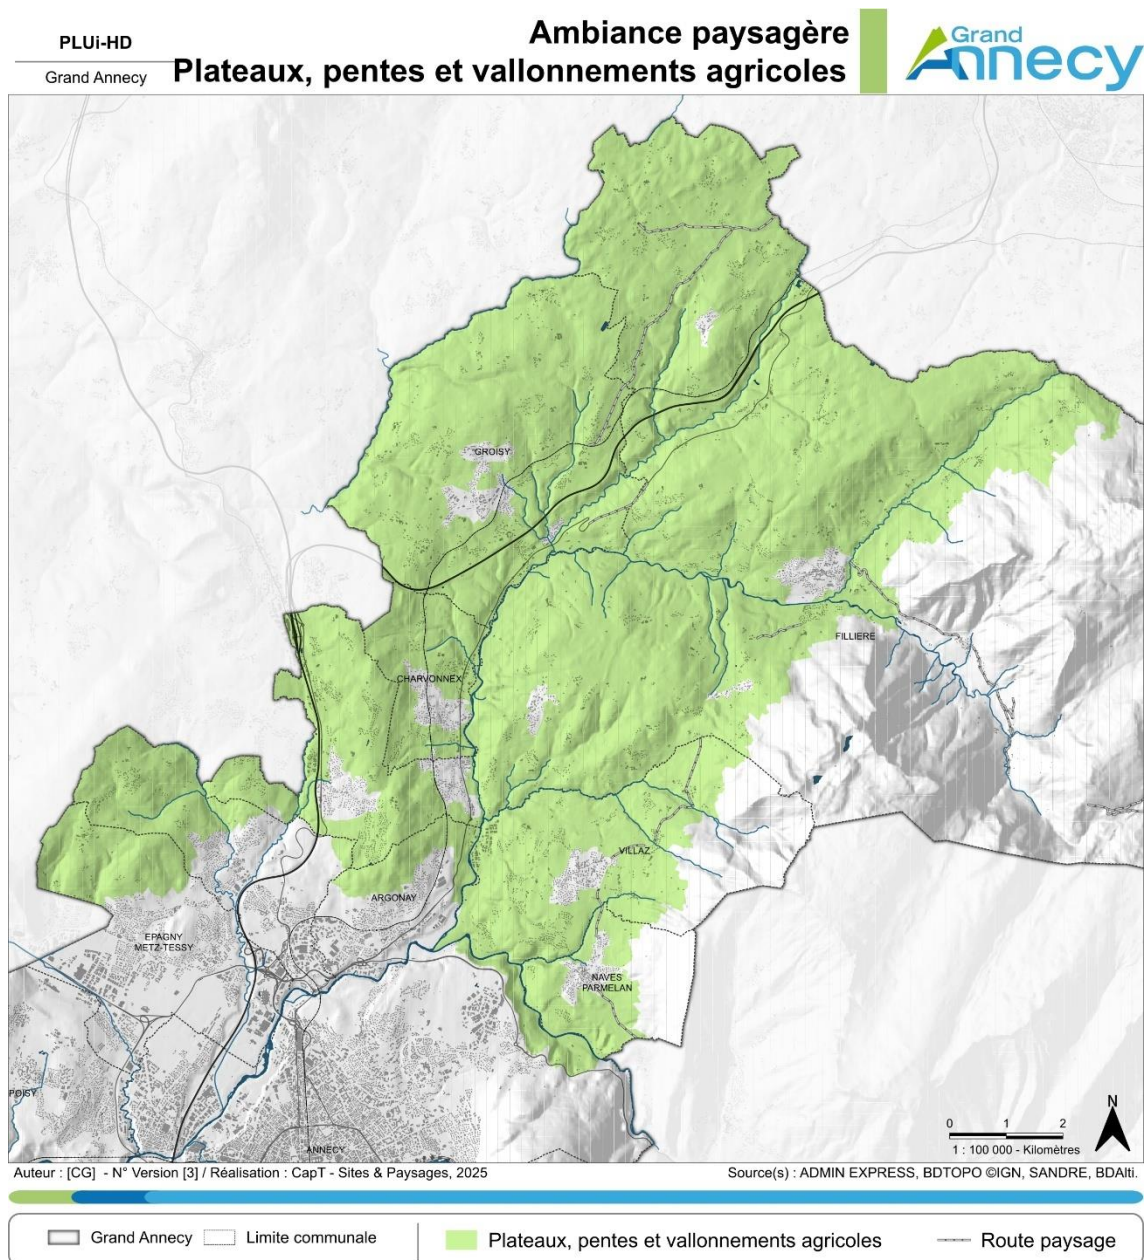 PLUi-HD
Grand Annecy
Ambiance paysagère
Plateaux, pentes et vallonnements agricoles
Grand
Annecy
GROISY
FILLIERE
CHARVONNEX
VILLAZ
ARGONAY
EPAGNY
METZ-TESSY
NAVES
PARMELAN
POISY
ANNECY
N
0 1 2
1 : 100 000 - Kilomètres
Auteur : [CG] - N° Version [3] / Réalisation : CapT - Sites & Paysages, 2025
Source(s) : ADMIN EXPRESS, BDTOPO ©IGN, SANDRE, BDAlti.
Grand Annecy
Limite communale
Plateaux, pentes et vallonnements agricoles
Route paysage